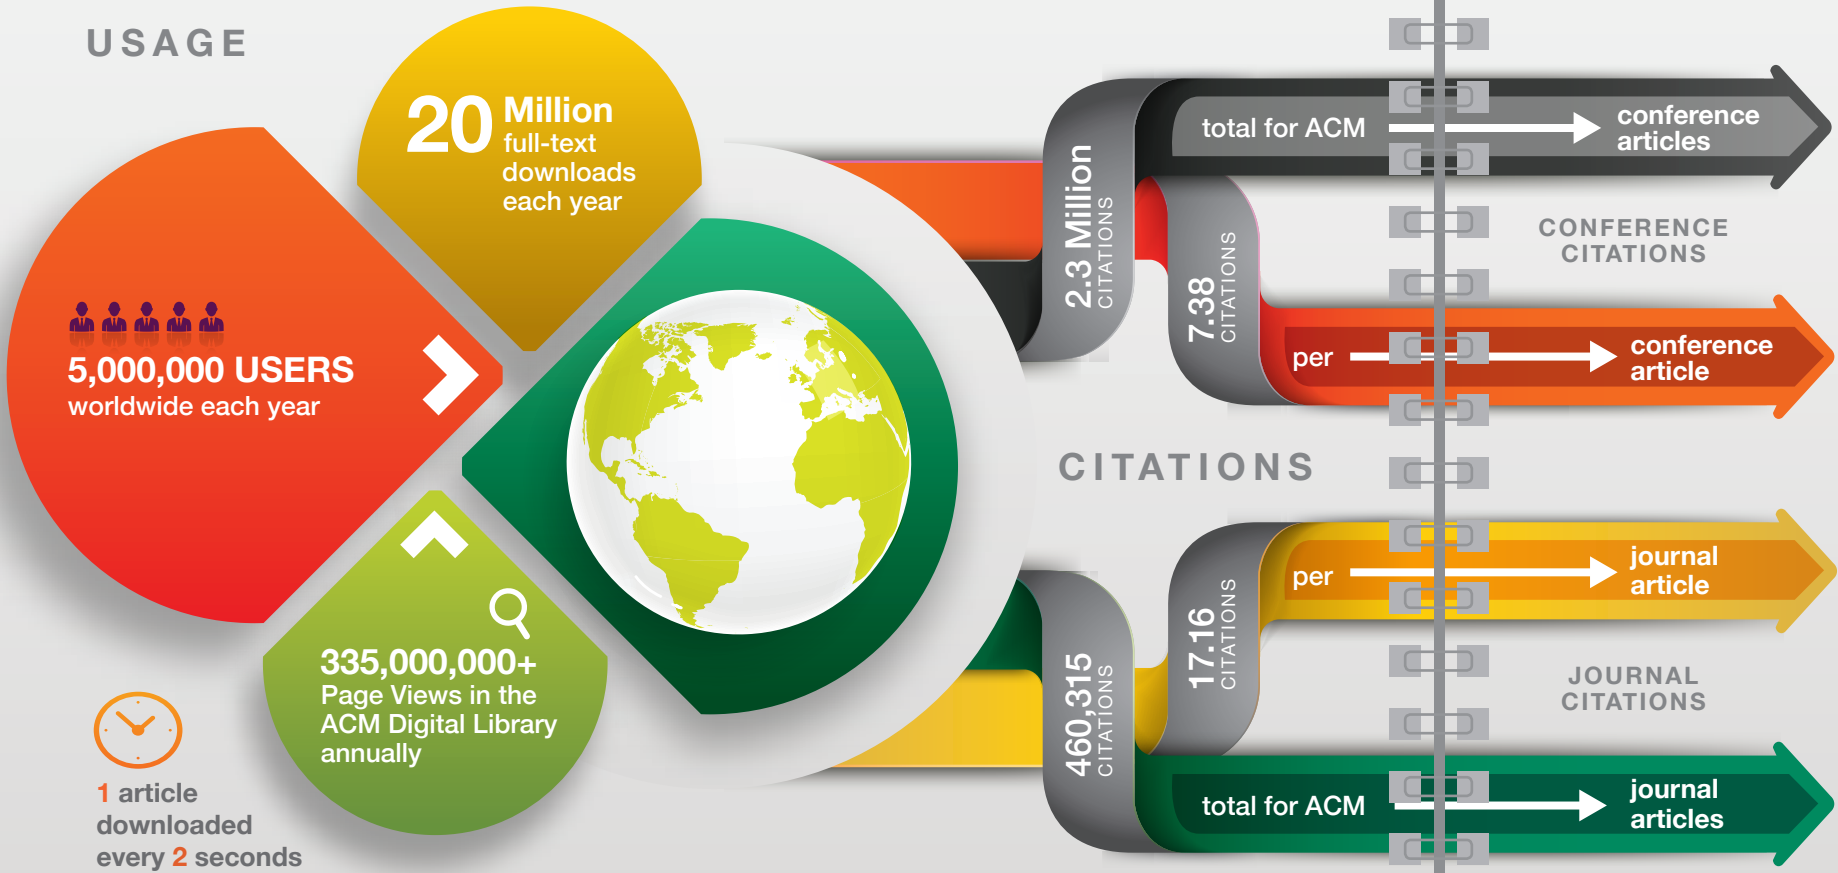 USAGE
20 Million
full-text
downloads
each year
5,000,000 USERS
worldwide each year
335,000,000+
Page Views in the
ACM Digital Library
annually
1 article
downloaded
every 2 seconds
2.3 Million
CITATIONS
total for ACM
conference
articles
CONFERENCE
CITATIONS
7.38
CITATIONS
per
conference
article
CITATIONS
17.16
CITATIONS
per
journal
article
JOURNAL
CITATIONS
460,315
CITATIONS
total for ACM
journal
articles